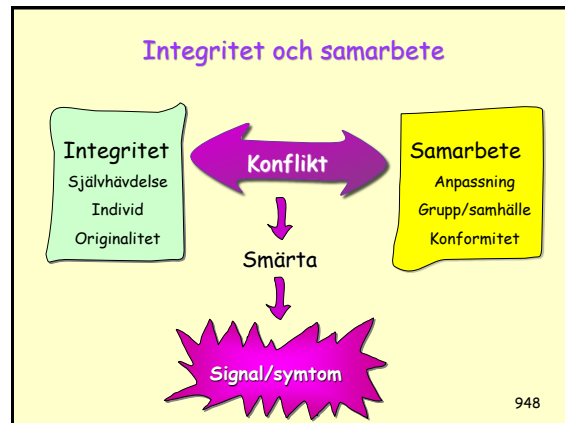 Integritet och samarbete
Integritet
Självhävdelse
Individ
Originalitet
Konflikt
Samarbete
Anpassning
Grupp/samhälle
Konformitet
Smärta
Signal/symtom
948